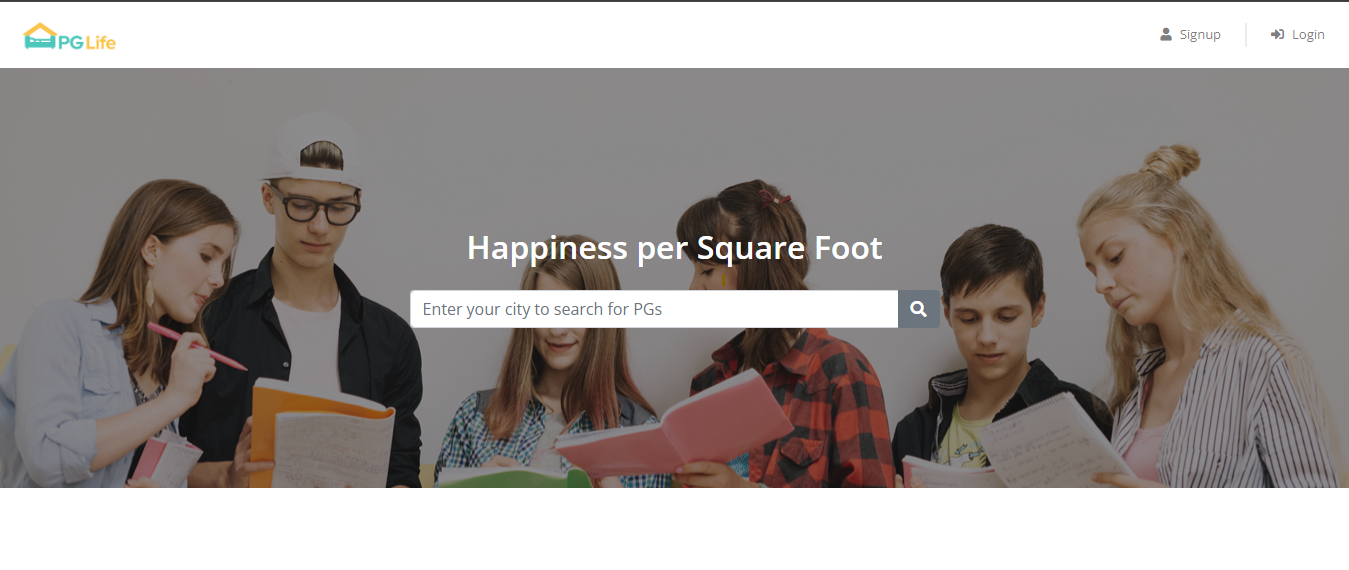 PG Life
Signup
Login
Happiness per Square Foot
Enter your city to search for PGs